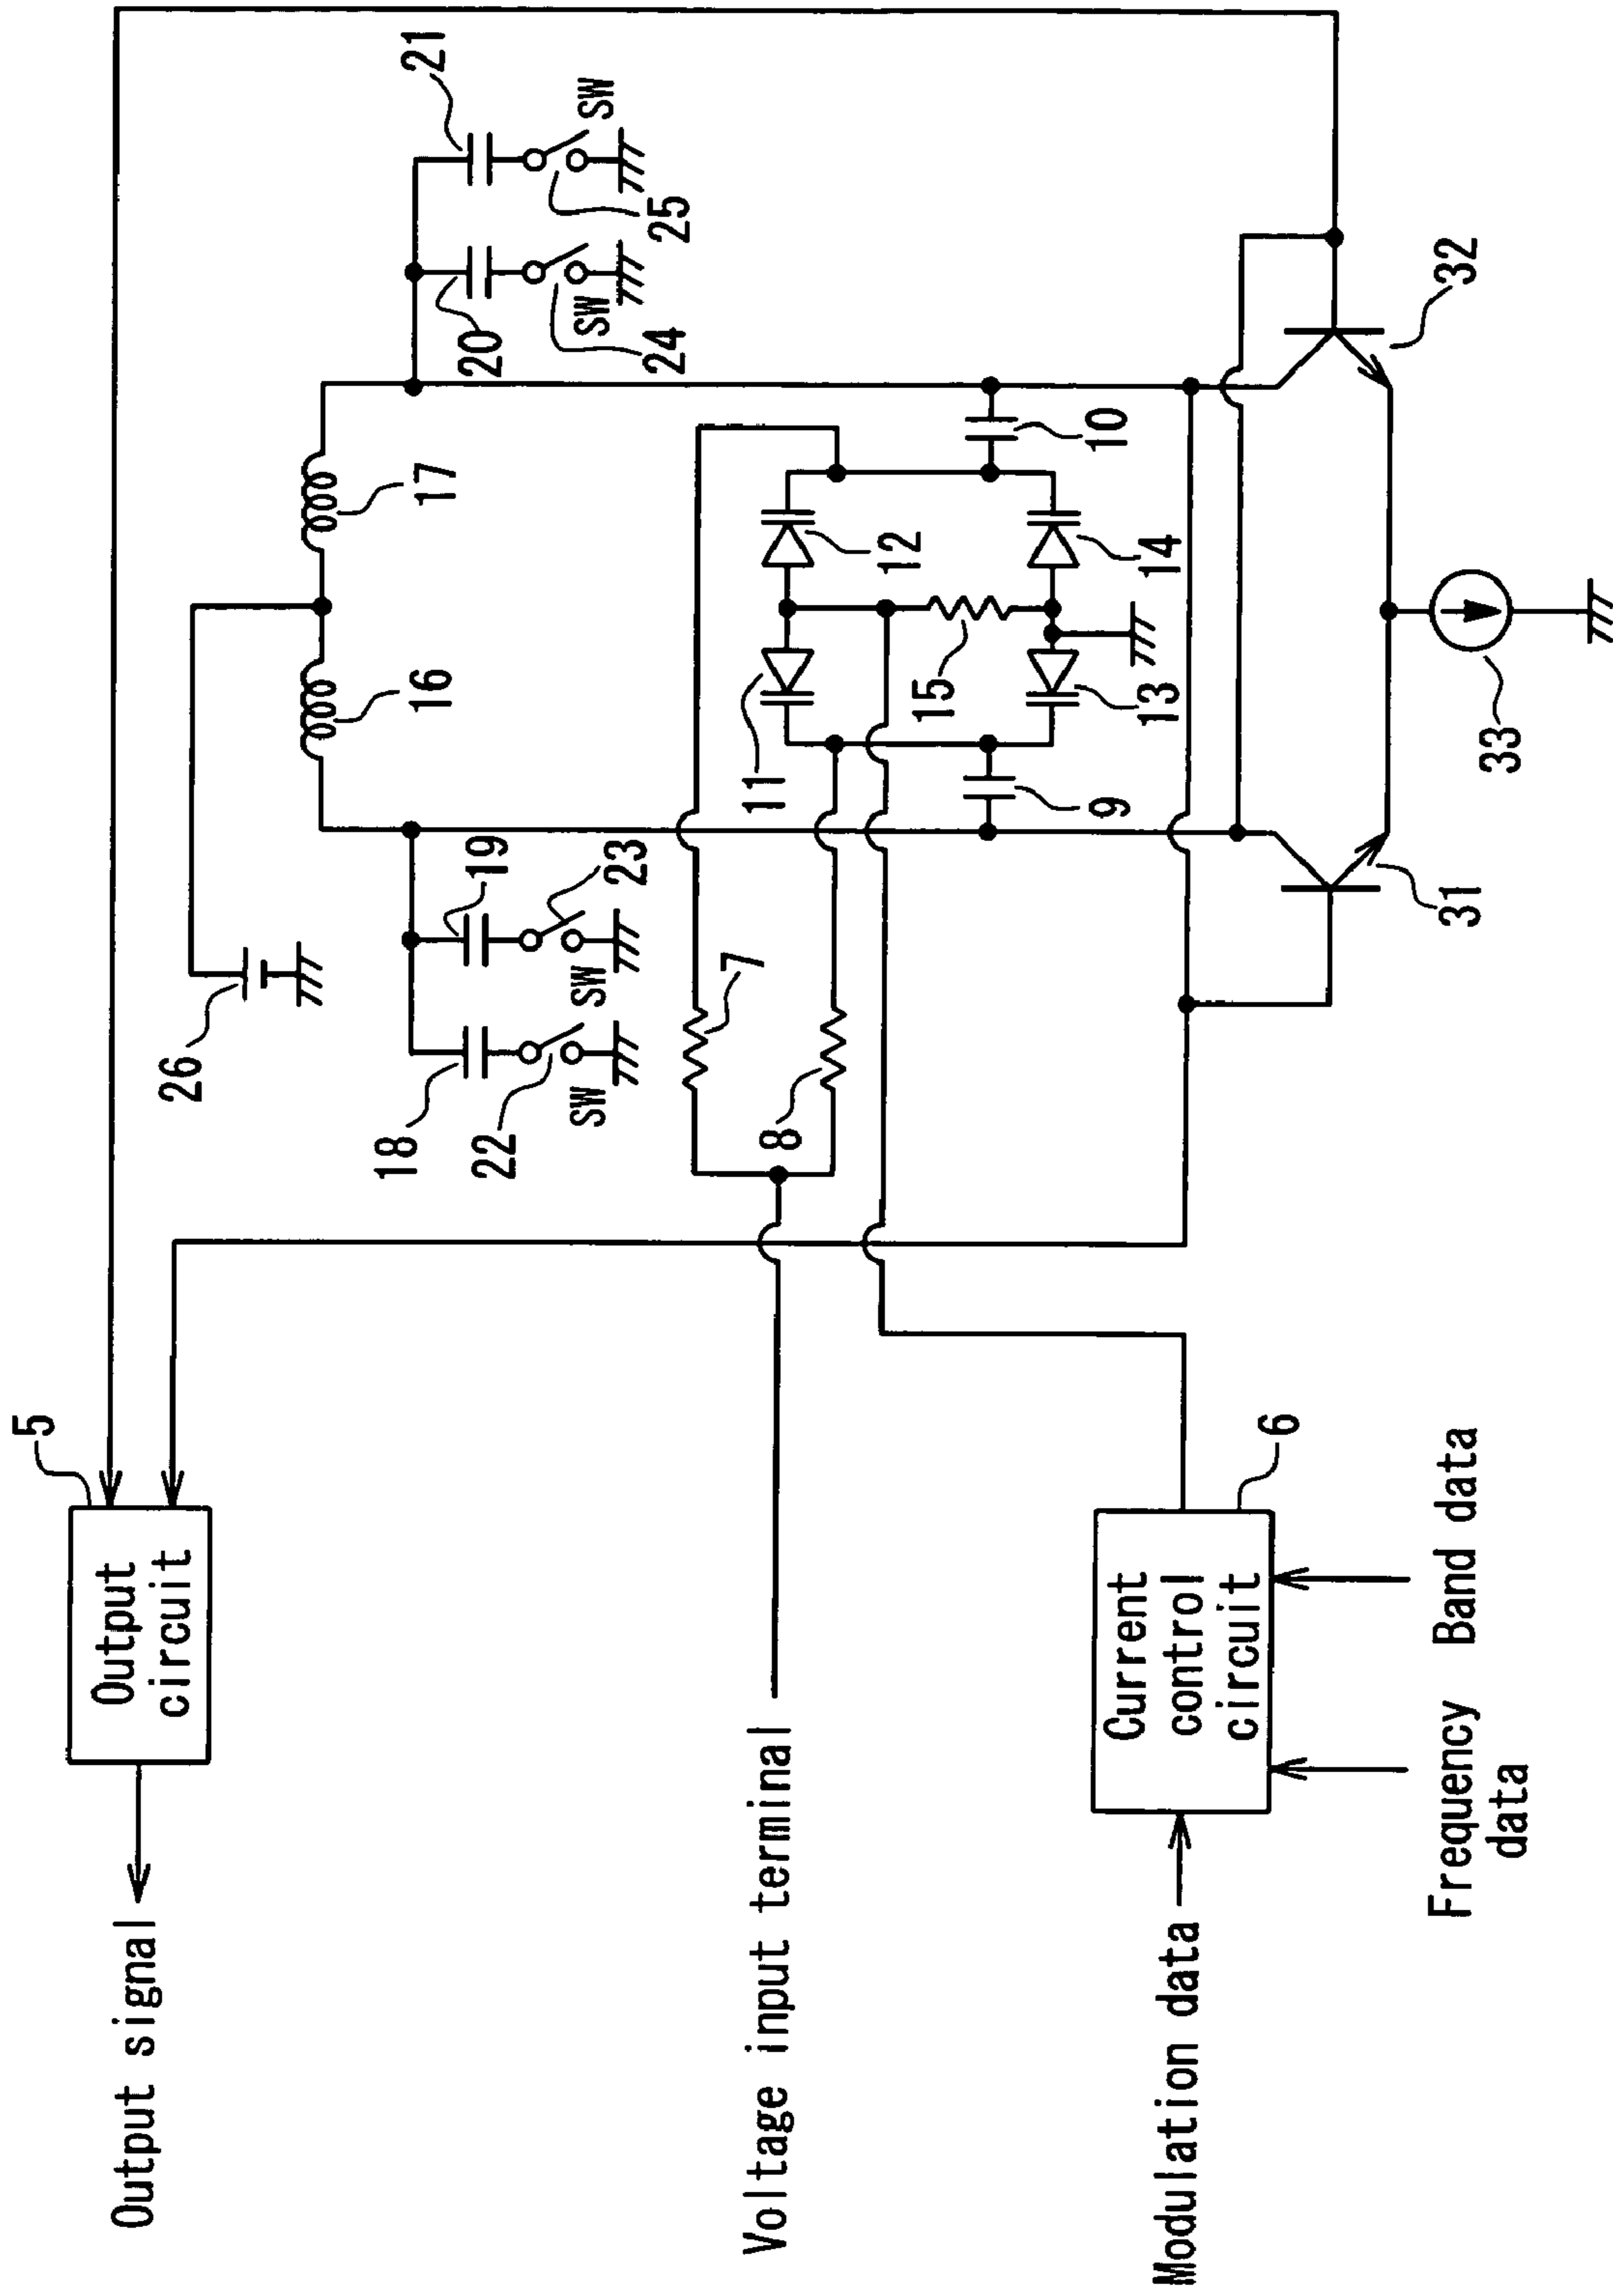 5
Output
circuit
Output signal
26
16
17
18
22
SW
19
23
SW
20
24
SW
21
25
SW
7
8
Voltage input terminal
11
12
15
13
14
9
10
31
32
33
6
Current
control
circuit
Modulation data
Frequency
data
Band data